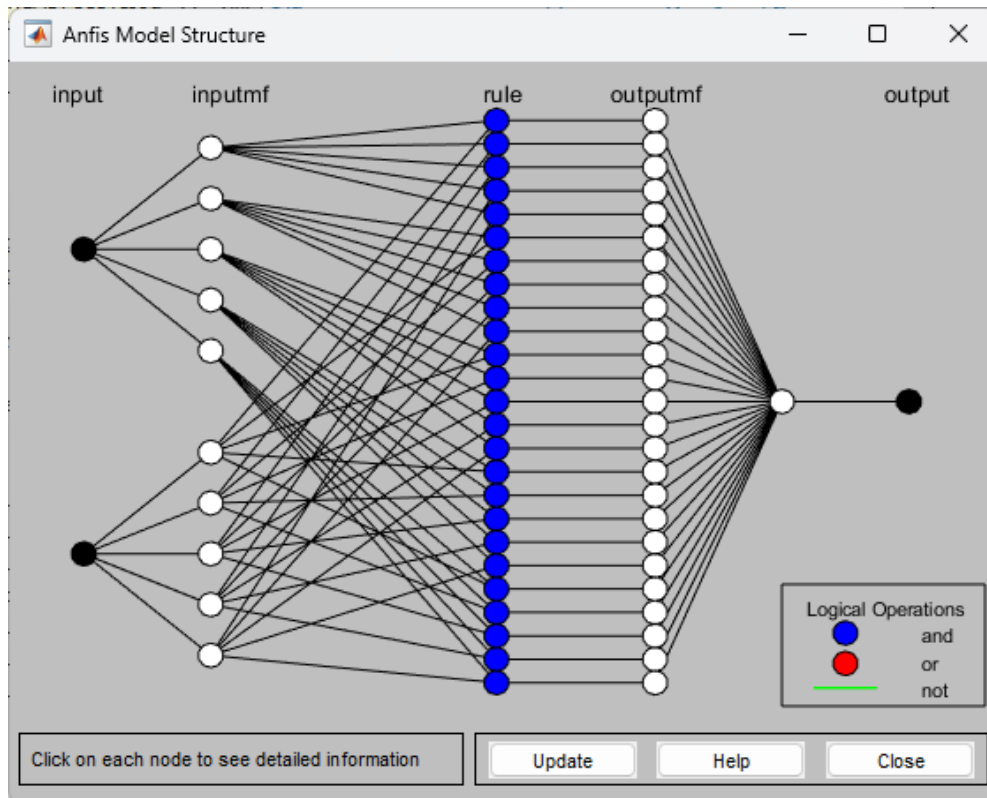 Anfis Model Structure
input inputmf rule outputmf output
Logical Operations
and
or
not
Click on each node to see detailed information Update Help Close